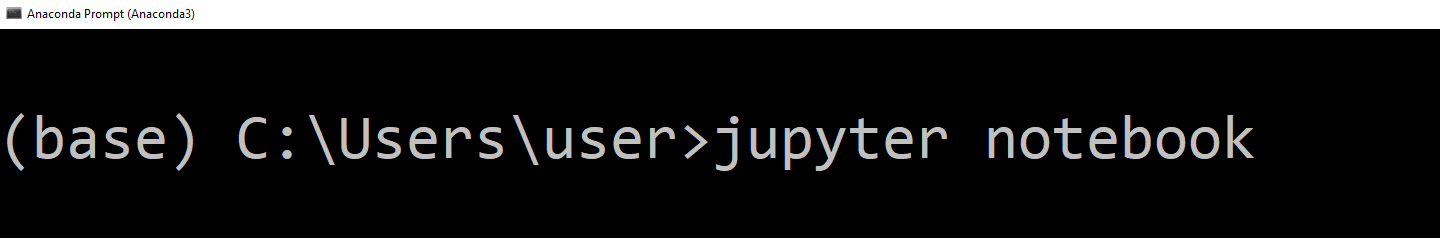 Anaconda Prompt (Anaconda3)
(base) C:\Users\user>jupyter notebook